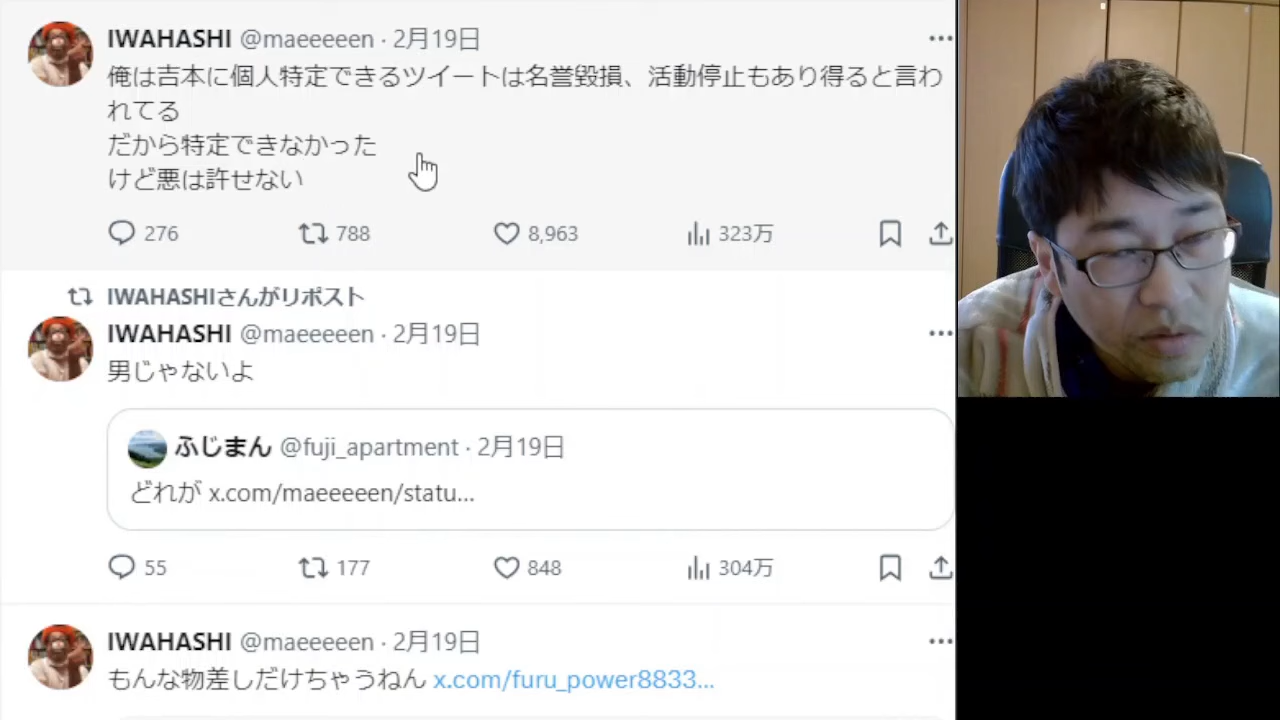 IWAHASHI @maeeeeen · 2月19日
俺は吉本に個人特定できるツイートは名誉毀損、活動停止もあり得ると言わ
れてる
だから特定できなかった
けど悪は許せない
276 788 8,963 323万
IWAHASHIさんがリポスト
IWAHASHI @maeeeeen · 2月19日
男じゃないよ
ふじまん @fuji_apartment · 2月19日
どれが x.com/maeeeeen/statu...
55 177 848 304万
IWAHASHI @maeeeeen · 2月19日
もんな物差しだけちゃうねん x.com/furu_power8833...